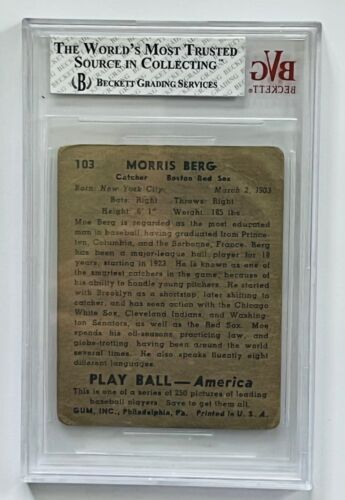 The World's Most Trusted
Source in Collecting™
B Beckett Grading Services
BVG
BECKETT
103 MORRIS BERG
Catcher Boston Red Sox
Born: New York City; March 2, 1903
Bats: Right Throws: Right
Height: 6' 1" Weight: 185 lbs.
Moe Berg is regarded as the most educated
man in baseball, having graduated from Prince-
ton, Columbia, and the Sorbonne, France. Berg
has been a major-league ball player for 18
years, starting in 1923. He is known as one of the
smartest catchers in the game, because of
his ability to handle young pitchers. He started
with Brooklyn as a shortstop, later shifting to
catcher, and has seen action with the Chicago
White Sox, Cleveland Indians, and Washing-
ton Senators, as well as the Red Sox. Moe
spends his off-seasons, practicing law, and
globe-trotting, having been around the world
several times. He also speaks fluently eight
different languages.
PLAY BALL—America
This is one of a series of 250 pictures of leading
baseball players. Save to get them all.
GUM, INC., Philadelphia, Pa. Printed in U. S. A.